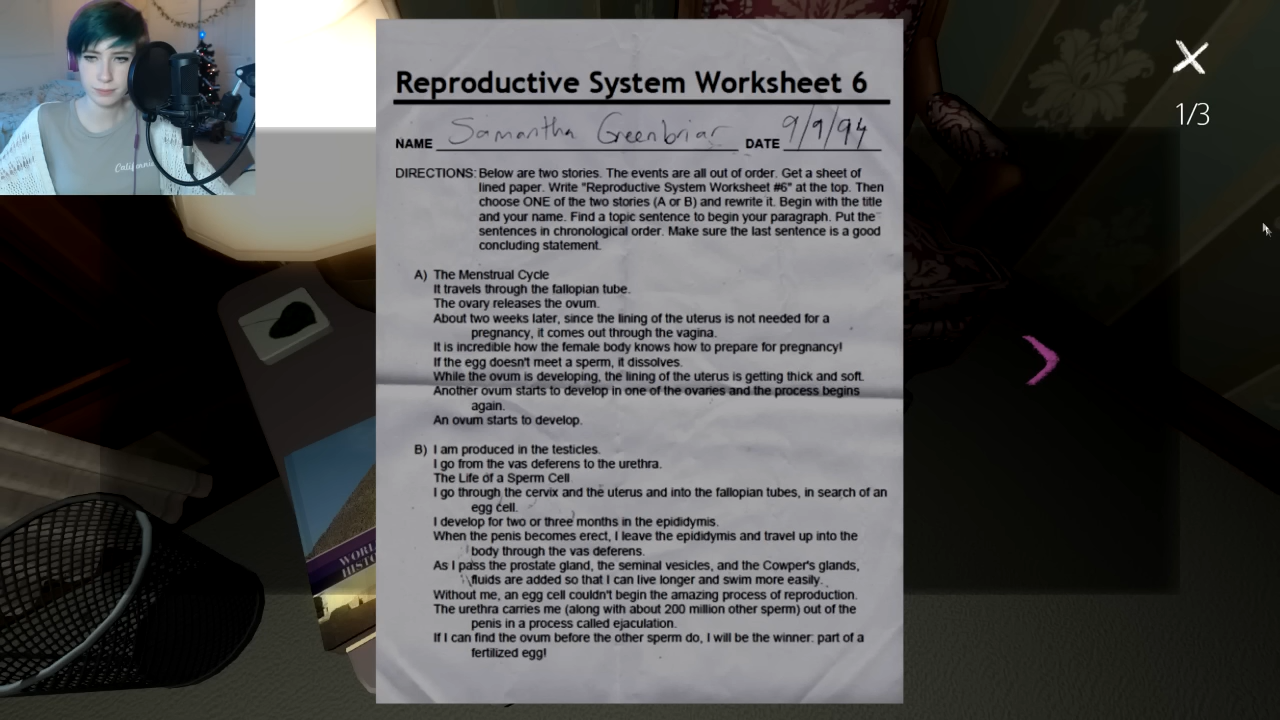 Reproductive System Worksheet 6
1/3
NAME Samantha Greenbriar DATE 9/9/94
DIRECTIONS: Below are two stories. The events are all out of order. Get a sheet of
lined paper. Write "Reproductive System Worksheet #6" at the top. Then
choose ONE of the two stories (A or B) and rewrite it. Begin with the title
and your name. Find a topic sentence to begin your paragraph. Put the
sentences in chronological order. Make sure the last sentence is a good
concluding statement.
A) The Menstrual Cycle
It travels through the fallopian tube.
The ovary releases the ovum.
About two weeks later, since the lining of the uterus is not needed for a
pregnancy, it comes out through the vagina.
It is incredible how the female body knows how to prepare for pregnancy!
If the egg doesn't meet a sperm, it dissolves.
While the ovum is developing, the lining of the uterus is getting thick and soft.
Another ovum starts to develop in one of the ovaries and the process begins
again.
An ovum starts to develop.
B) I am produced in the testicles.
I go from the vas deferens to the urethra.
The Life of a Sperm Cell
I go through the cervix and the uterus and into the fallopian tubes, in search of an
egg cell.
I develop for two or three months in the epididymis.
When the penis becomes erect, I leave the epididymis and travel up into the
body through the vas deferens.
As I pass the prostate gland, the seminal vesicles, and the Cowper's glands,
fluids are added so that I can live longer and swim more easily.
Without me, an egg cell couldn't begin the amazing process of reproduction.
The urethra carries me (along with about 200 million other sperm) out of the
penis in a process called ejaculation.
If I can find the ovum before the other sperm do, I will be the winner: part of a
fertilized egg!